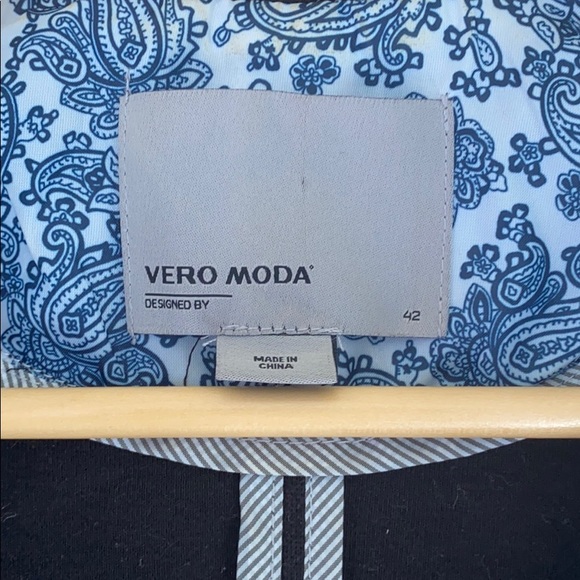 VERO MODA
DESIGNED BY
42
MADE IN
CHINA